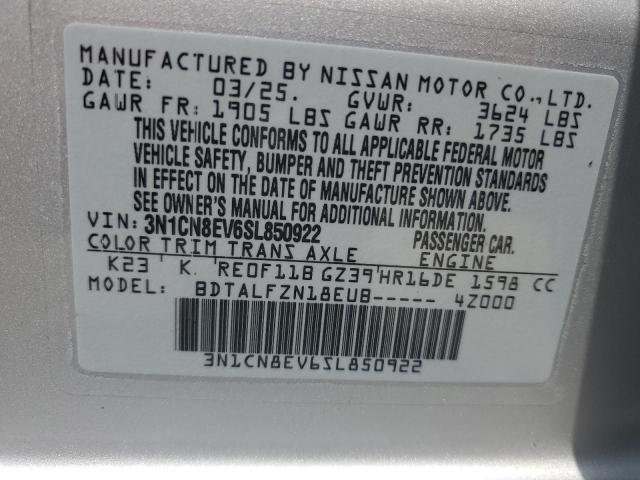 MANUFACTURED BY NISSAN MOTOR CO.,LTD.
DATE: 03/25. GVWR: 3624 LBS
GAWR FR: 1905 LBS GAWR RR: 1735 LBS
THIS VEHICLE CONFORMS TO ALL APPLICABLE FEDERAL MOTOR
VEHICLE SAFETY, BUMPER AND THEFT PREVENTION STANDARDS
IN EFFECT ON THE DATE OF MANUFACTURE SHOWN ABOVE.
SEE OWNER'S MANUAL FOR ADDITIONAL INFORMATION.
VIN: 3N1CN8EV6SL850922 PASSENGER CAR.
COLOR TRIM TRANS AXLE ENGINE
K23 K. RE0F11B GZ39 HR16DE 1598 CC
BDTALFZN18EUB----- 4Z000
3N1CN8EV6SL850922